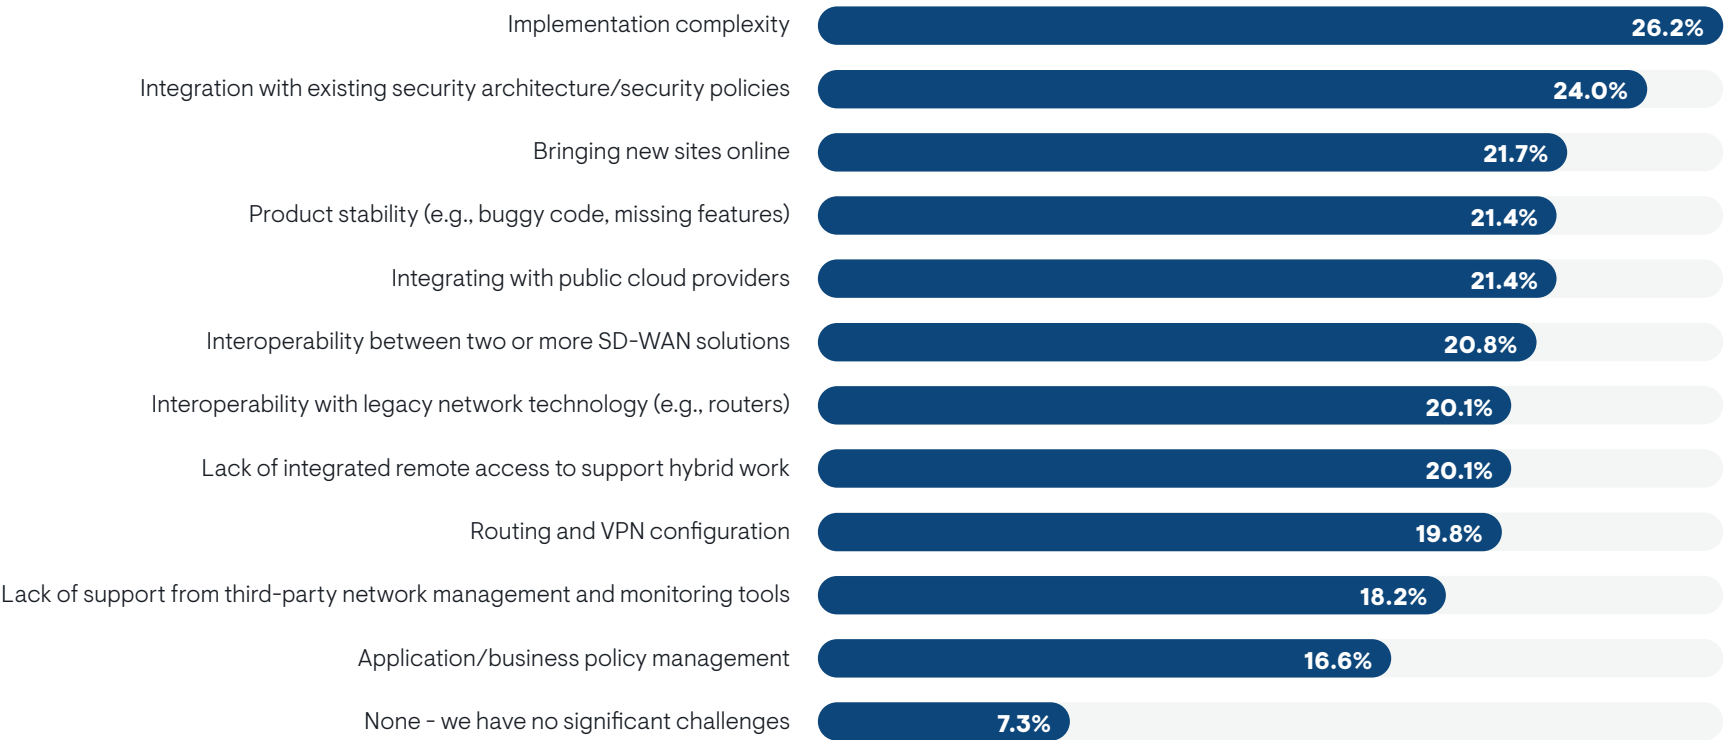 Implementation complexity 26.2%
Integration with existing security architecture/security policies 24.0%
Bringing new sites online 21.7%
Product stability (e.g., buggy code, missing features) 21.4%
Integrating with public cloud providers 21.4%
Interoperability between two or more SD-WAN solutions 20.8%
Interoperability with legacy network technology (e.g., routers) 20.1%
Lack of integrated remote access to support hybrid work 20.1%
Routing and VPN configuration 19.8%
Lack of support from third-party network management and monitoring tools 18.2%
Application/business policy management 16.6%
None - we have no significant challenges 7.3%